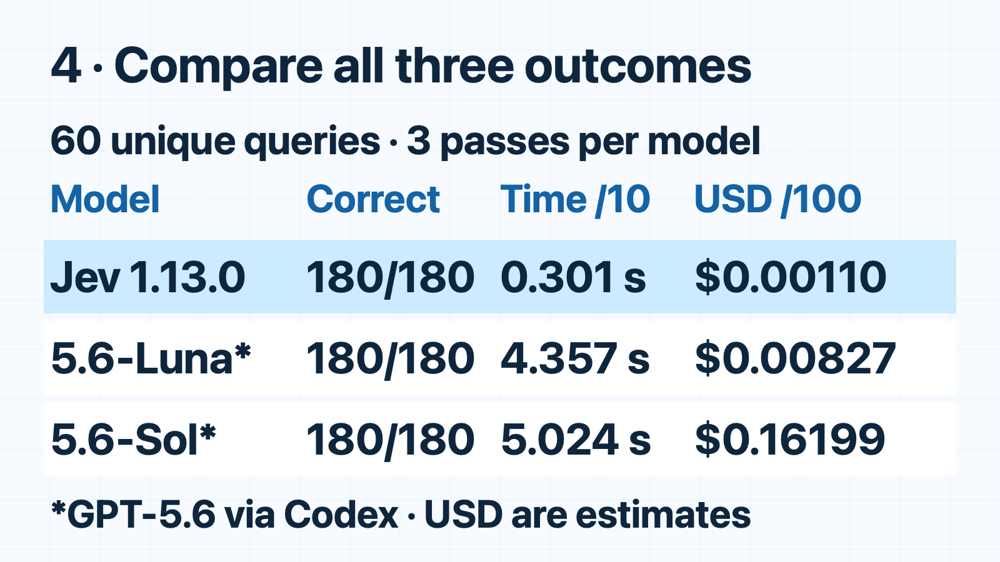 4 · Compare all three outcomes
60 unique queries · 3 passes per model
Model Correct Time /10 USD /100
Jev 1.13.0 180/180 0.301 s $0.00110
5.6-Luna* 180/180 4.357 s $0.00827
5.6-Sol* 180/180 5.024 s $0.16199
*GPT-5.6 via Codex · USD are estimates